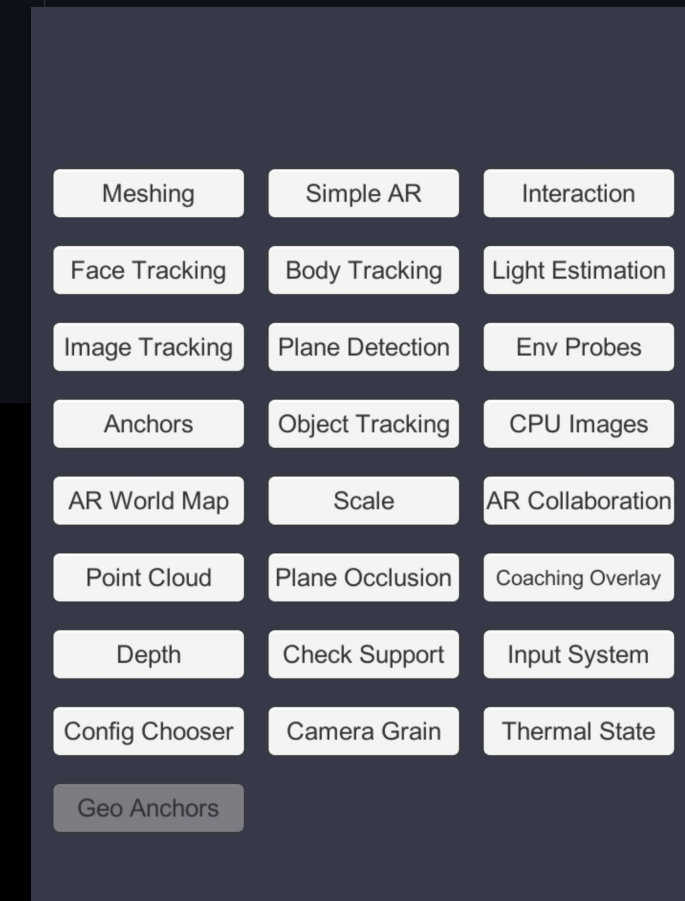 Meshing
Simple AR
Interaction
Face Tracking
Body Tracking
Light Estimation
Image Tracking
Plane Detection
Env Probes
Anchors
Object Tracking
CPU Images
AR World Map
Scale
AR Collaboration
Point Cloud
Plane Occlusion
Coaching Overlay
Depth
Check Support
Input System
Config Chooser
Camera Grain
Thermal State
Geo Anchors